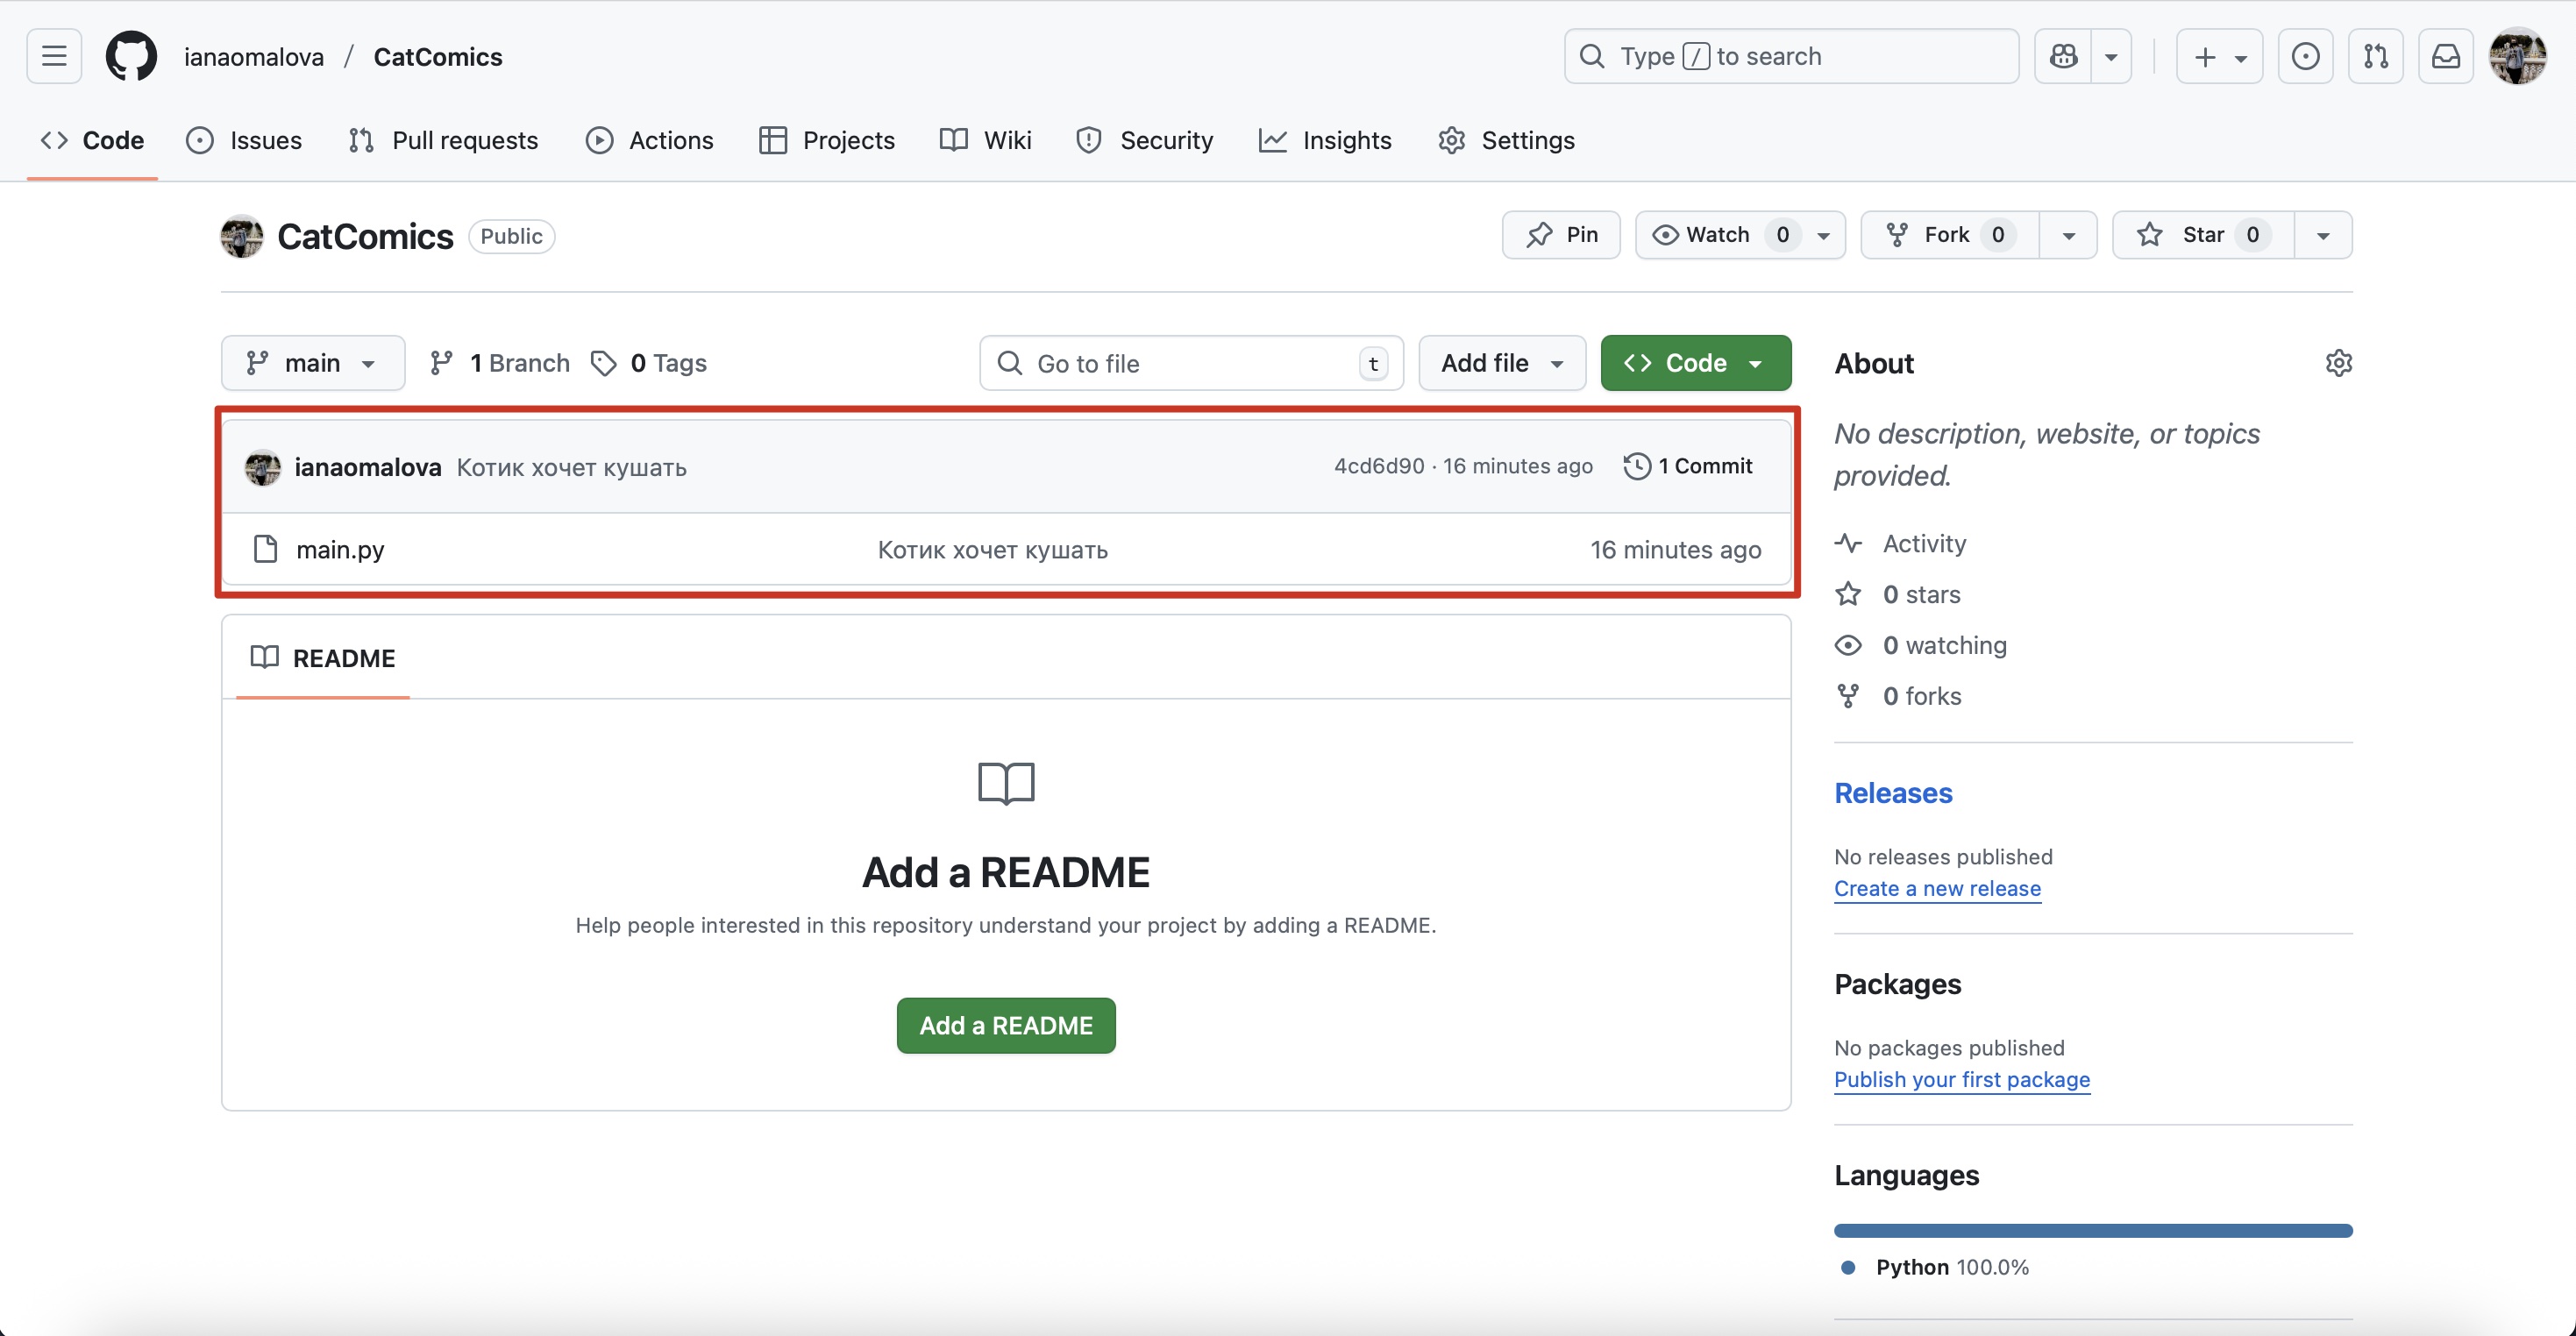 ianaomalova / CatComics
Type / to search
Code Issues Pull requests Actions Projects Wiki Security Insights Settings
CatComics Public
Pin Watch 0 Fork 0 Star 0
main 1 Branch 0 Tags Go to file t Add file Code
ianaomalova Котик хочет кушать 4cd6d90 · 16 minutes ago 1 Commit
main.py Котик хочет кушать 16 minutes ago
README
Add a README
Help people interested in this repository understand your project by adding a README.
Add a README
About
No description, website, or topics
provided.
Activity
0 stars
0 watching
0 forks
Releases
No releases published
Create a new release
Packages
No packages published
Publish your first package
Languages
Python 100.0%